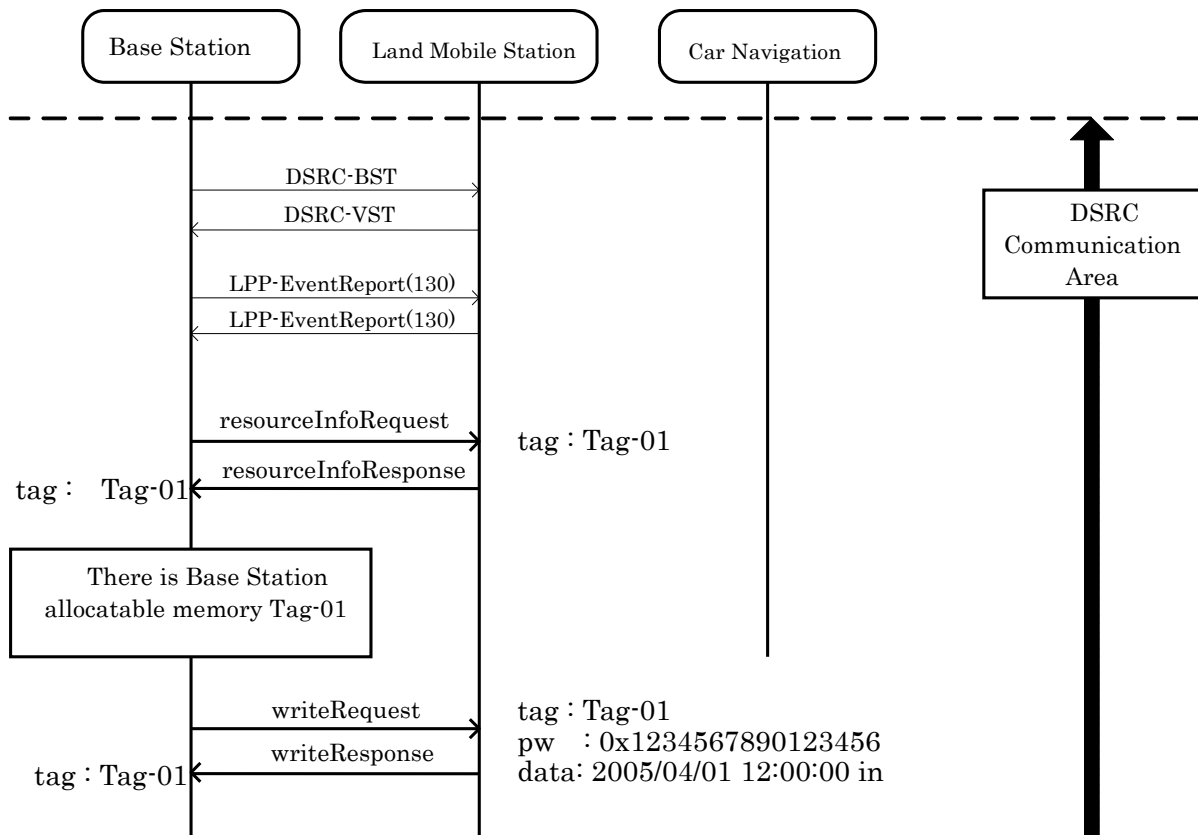 Base Station
Land Mobile Station
Car Navigation
DSRC-BST
DSRC-VST
DSRC
Communication
Area
LPP-EventReport(130)
LPP-EventReport(130)
resourceInfoRequest
tag : Tag-01
resourceInfoResponse
tag : Tag-01
There is Base Station
allocatable memory Tag-01
writeRequest
tag : Tag-01
pw : 0x1234567890123456
writeResponse
data: 2005/04/01 12:00:00 in
tag : Tag-01